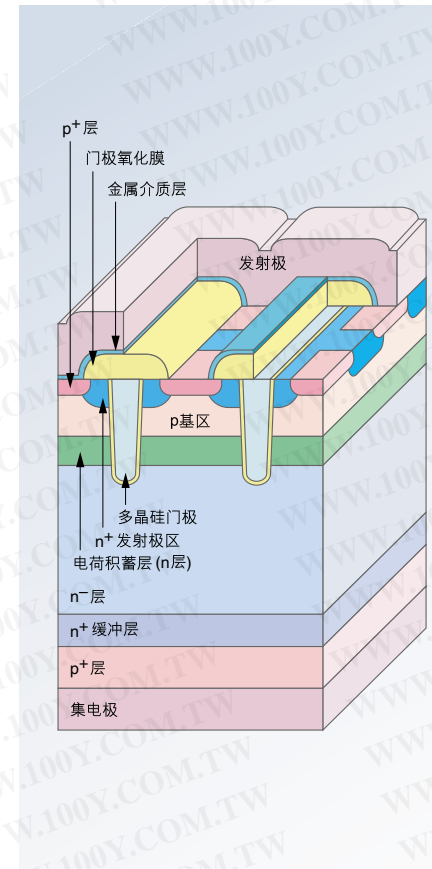 p⁺层
门极氧化膜
金属介质层
发射极
p基区
多晶硅门极
n⁺发射极区
电荷积蓄层(n层)
n⁻层
n⁺缓冲层
p⁺层
集电极
WWW.100Y.COM.TW